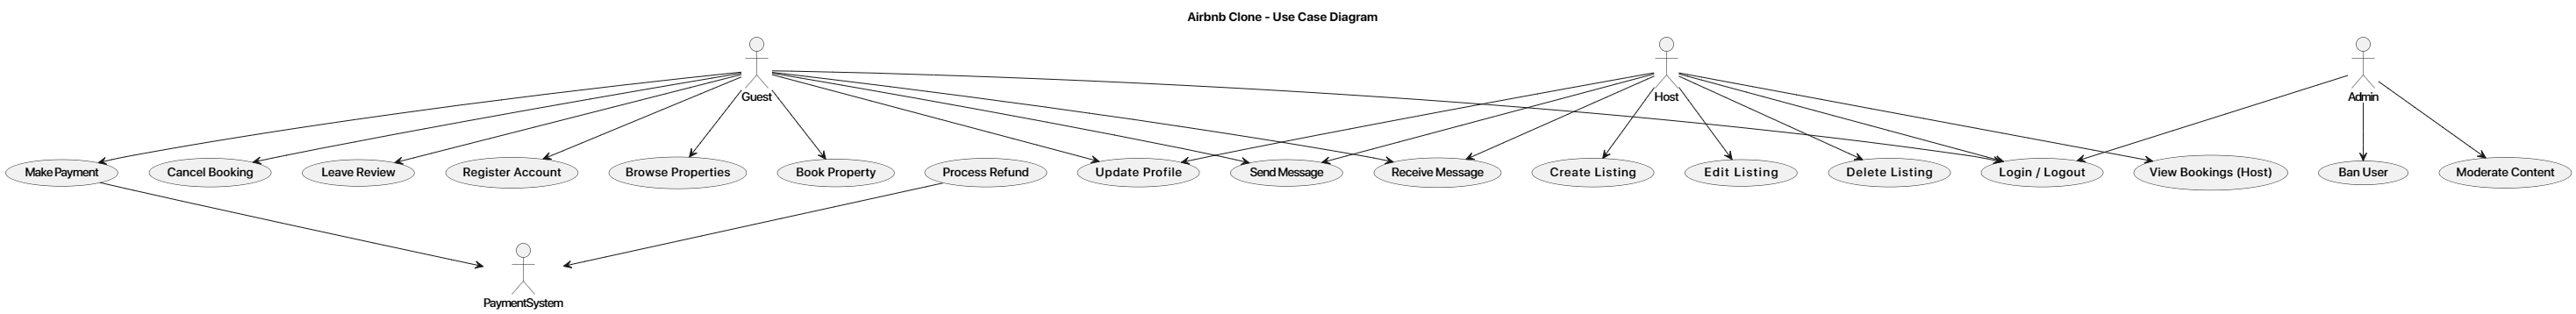 Airbnb Clone - Use Case Diagram
Guest
Host
Admin
Make Payment
Cancel Booking
Leave Review
Register Account
Browse Properties
Book Property
Process Refund
Update Profile
Send Message
Receive Message
Create Listing
Edit Listing
Delete Listing
Login / Logout
View Bookings (Host)
Ban User
Moderate Content
PaymentSystem